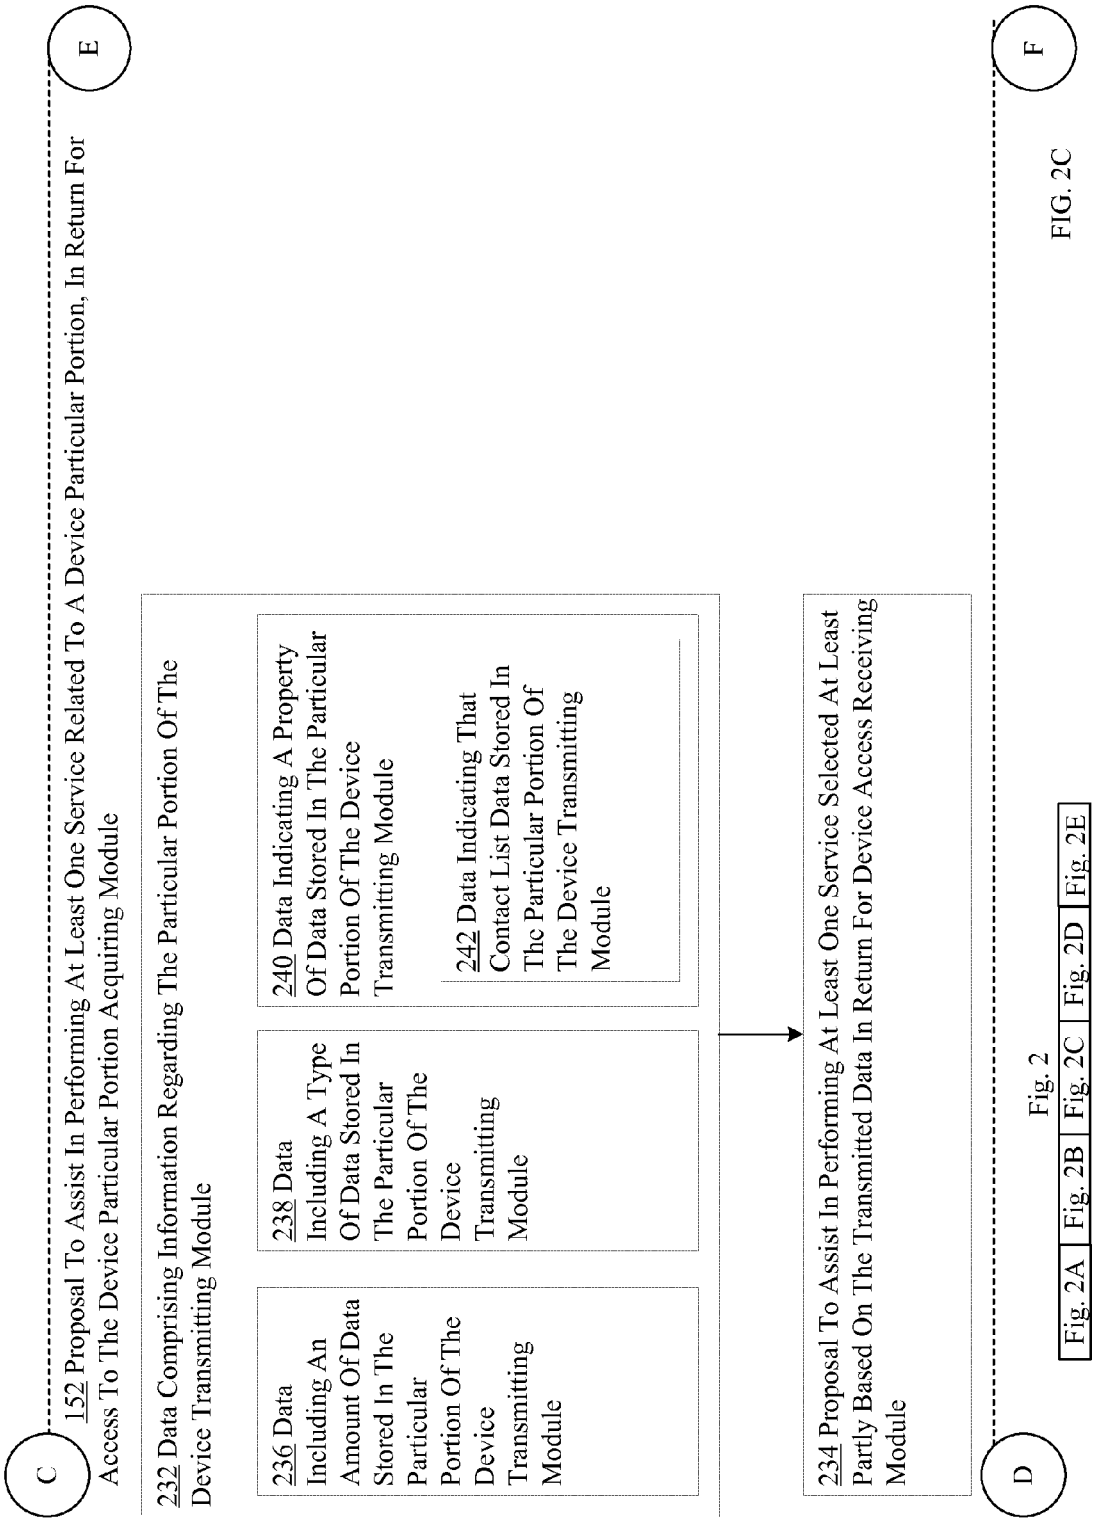 C
E
152 Proposal To Assist In Performing At Least One Service Related To A Device Particular Portion, In Return For
Access To The Device Particular Portion Acquiring Module
232 Data Comprising Information Regarding The Particular Portion Of The
Device Transmitting Module
236 Data
Including An
Amount Of Data
Stored In The
Particular
Portion Of The
Device
Transmitting
Module
238 Data
Including A Type
Of Data Stored In
The Particular
Portion Of The
Device
Transmitting
Module
240 Data Indicating A Property
Of Data Stored In The Particular
Portion Of The Device
Transmitting Module
242 Data Indicating That
Contact List Data Stored In
The Particular Portion Of
The Device Transmitting
Module
234 Proposal To Assist In Performing At Least One Service Selected At Least
Partly Based On The Transmitted Data In Return For Device Access Receiving
Module
D
F
Fig. 2
Fig. 2A Fig. 2B Fig. 2C Fig. 2D Fig. 2E
FIG. 2C